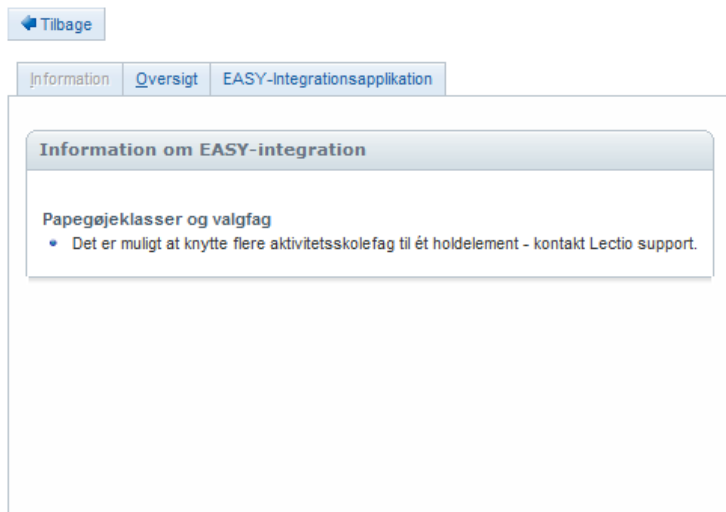 Tilbage
Information Oversigt EASY-Integrationsapplikation
Information om EASY-integration
Papegøjeklasser og valgfag
Det er muligt at knytte flere aktivitetsskolefag til ét holdelement - kontakt Lectio support.